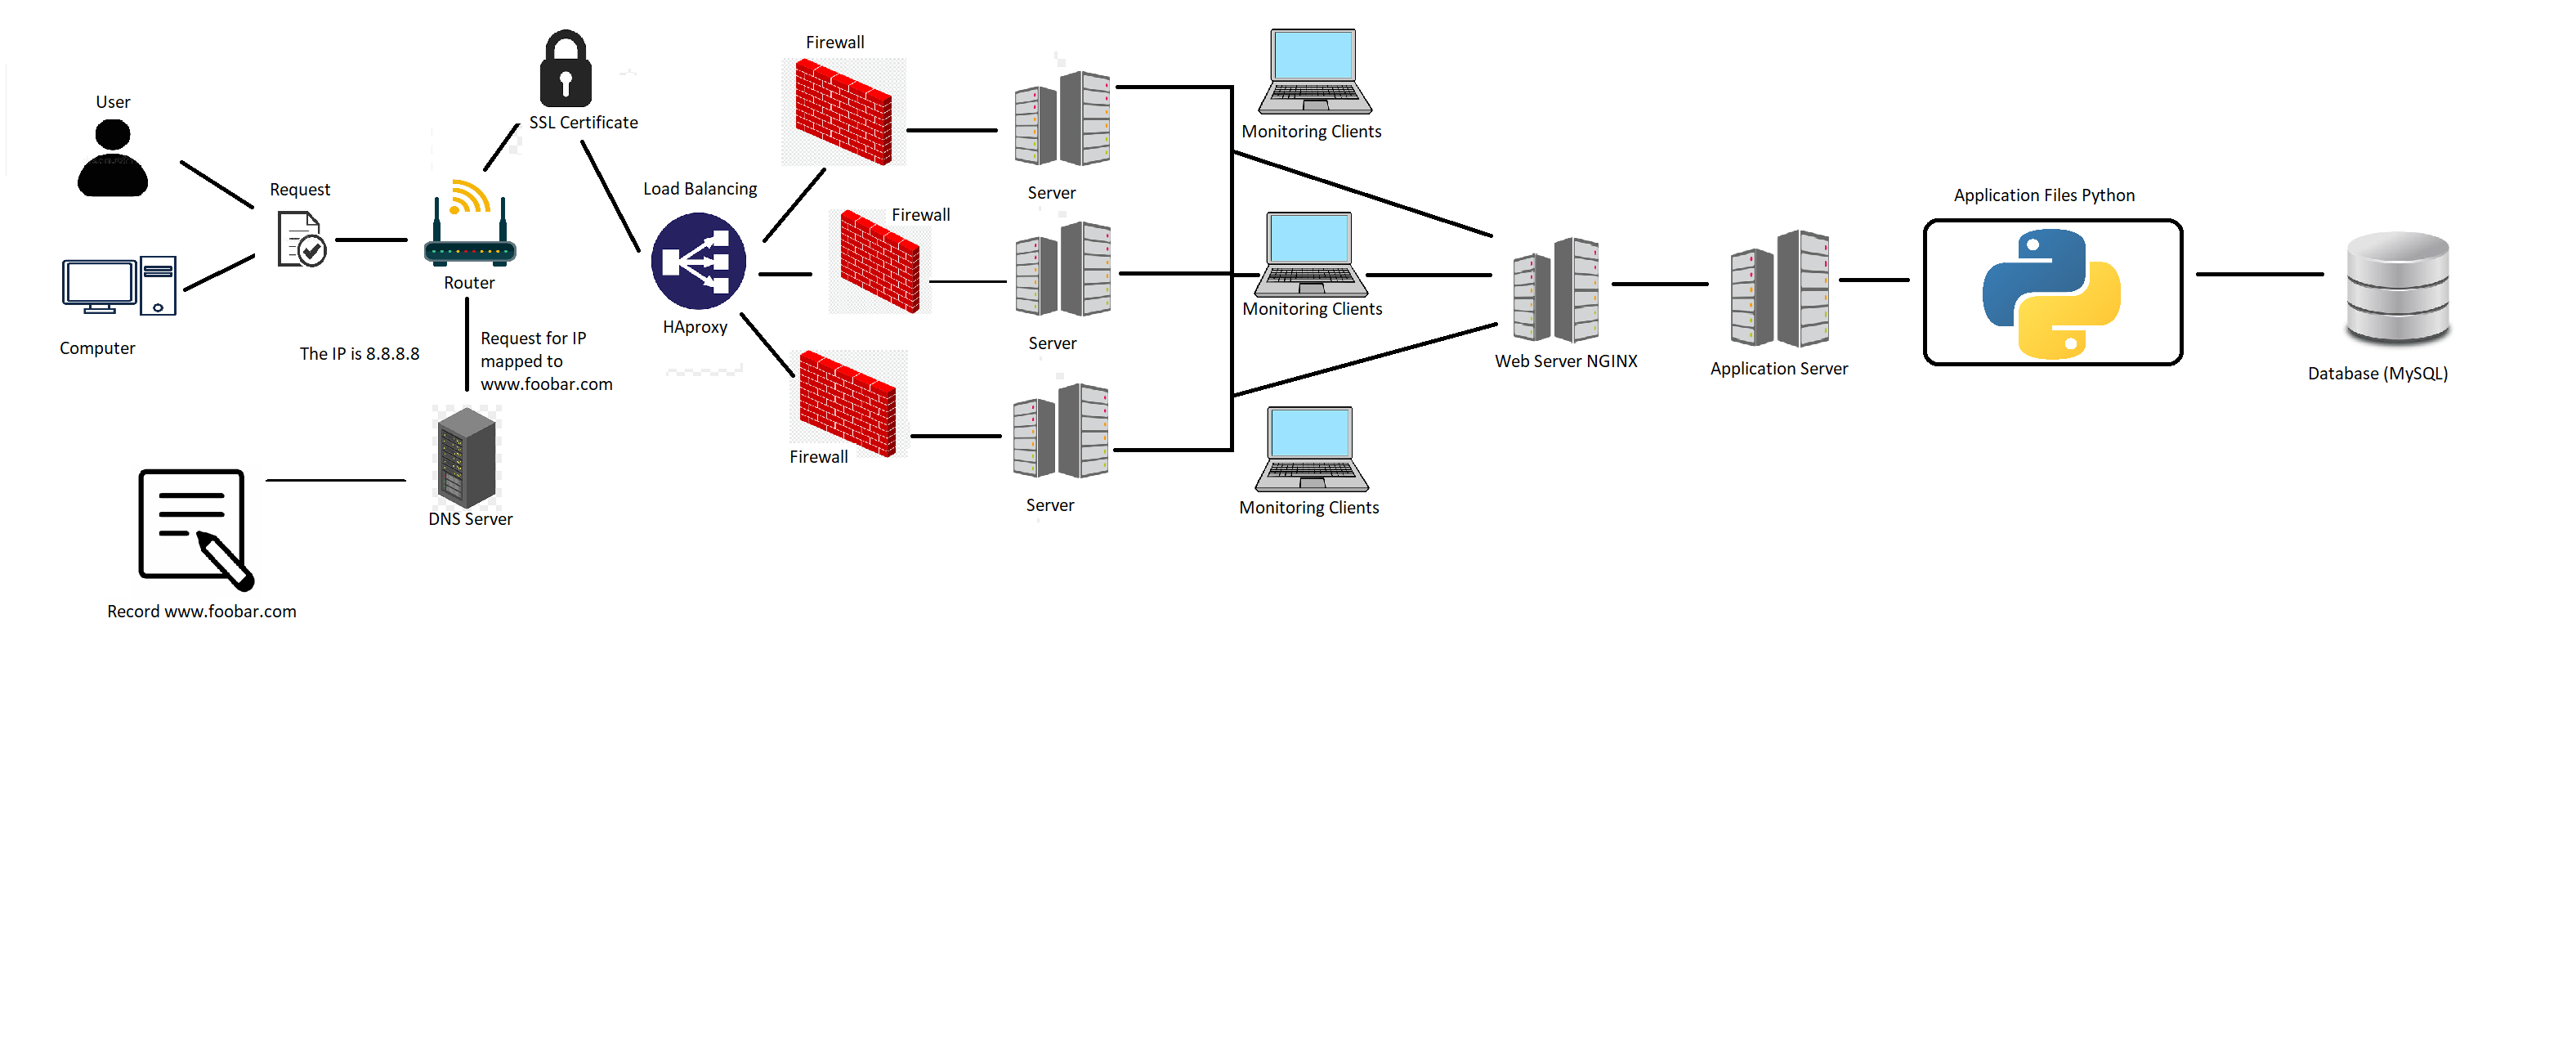 User
Computer
Request
The IP is 8.8.8.8
Record www.foobar.com
SSL Certificate
Router
Request for IP
mapped to
www.foobar.com
DNS Server
Load Balancing
HAproxy
Firewall
Firewall
Firewall
Server
Server
Server
Monitoring Clients
Monitoring Clients
Monitoring Clients
Web Server NGINX
Application Server
Application Files Python
Database (MySQL)